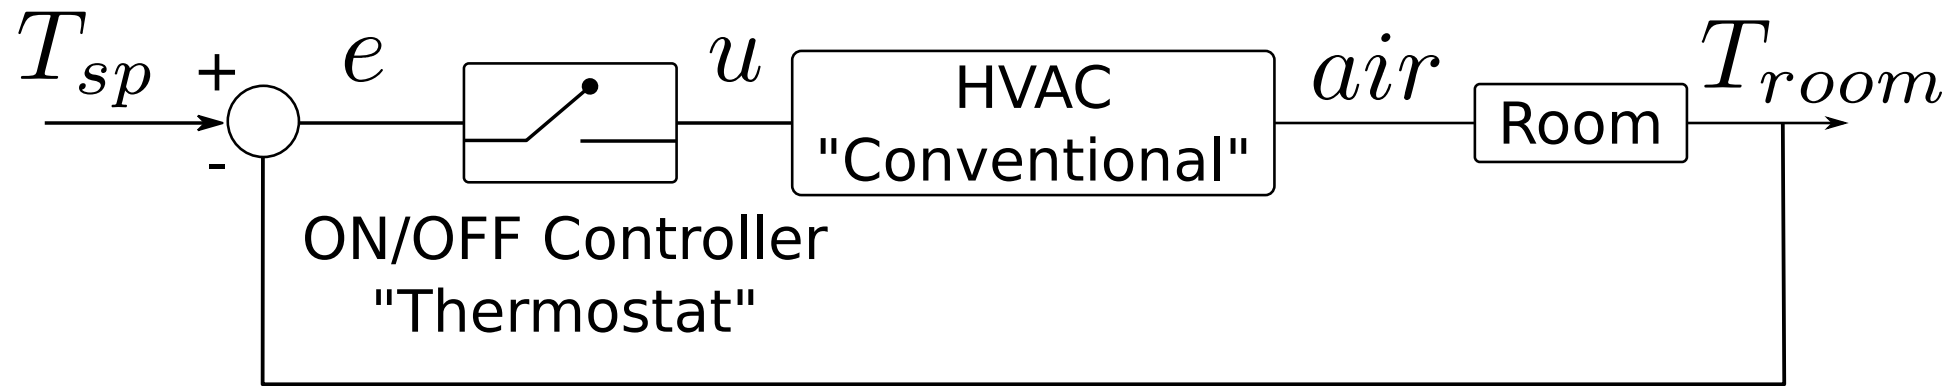 T_sp
+
-
e
ON/OFF Controller
"Thermostat"
u
HVAC
"Conventional"
air
Room
T_room